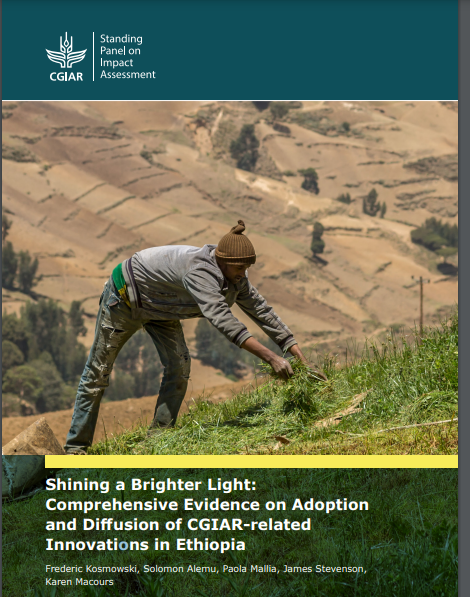 CGIAR
Standing
Panel on
Impact
Assessment
Shining a Brighter Light:
Comprehensive Evidence on Adoption
and Diffusion of CGIAR-related
Innovations in Ethiopia
Frederic Kosmowski, Solomon Alemu, Paola Mallia, James Stevenson,
Karen Macours